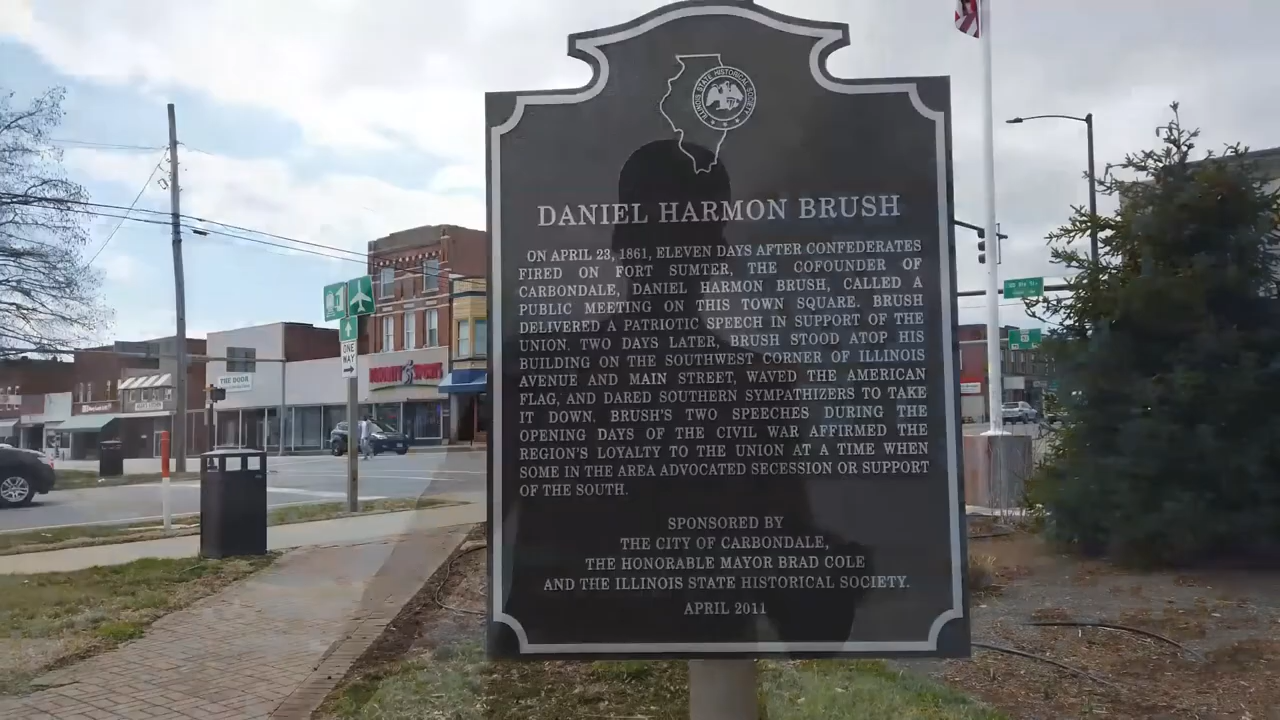 ILLINOIS STATE HISTORICAL SOCIETY
DANIEL HARMON BRUSH
ON APRIL 23, 1861, ELEVEN DAYS AFTER CONFEDERATES
FIRED ON FORT SUMTER, THE COFOUNDER OF
CARBONDALE, DANIEL HARMON BRUSH, CALLED A
PUBLIC MEETING ON THIS TOWN SQUARE. BRUSH
DELIVERED A PATRIOTIC SPEECH IN SUPPORT OF THE
UNION. TWO DAYS LATER, BRUSH STOOD ATOP HIS
BUILDING ON THE SOUTHWEST CORNER OF ILLINOIS
AVENUE AND MAIN STREET, WAVED THE AMERICAN
FLAG, AND DARED SOUTHERN SYMPATHIZERS TO TAKE
IT DOWN. BRUSH'S TWO SPEECHES DURING THE
OPENING DAYS OF THE CIVIL WAR AFFIRMED THE
REGION'S LOYALTY TO THE UNION AT A TIME WHEN
SOME IN THE AREA ADVOCATED SECESSION OR SUPPORT
OF THE SOUTH.
SPONSORED BY
THE CITY OF CARBONDALE,
THE HONORABLE MAYOR BRAD COLE
AND THE ILLINOIS STATE HISTORICAL SOCIETY.
APRIL 2011
ONE
WAY
THE DOOR